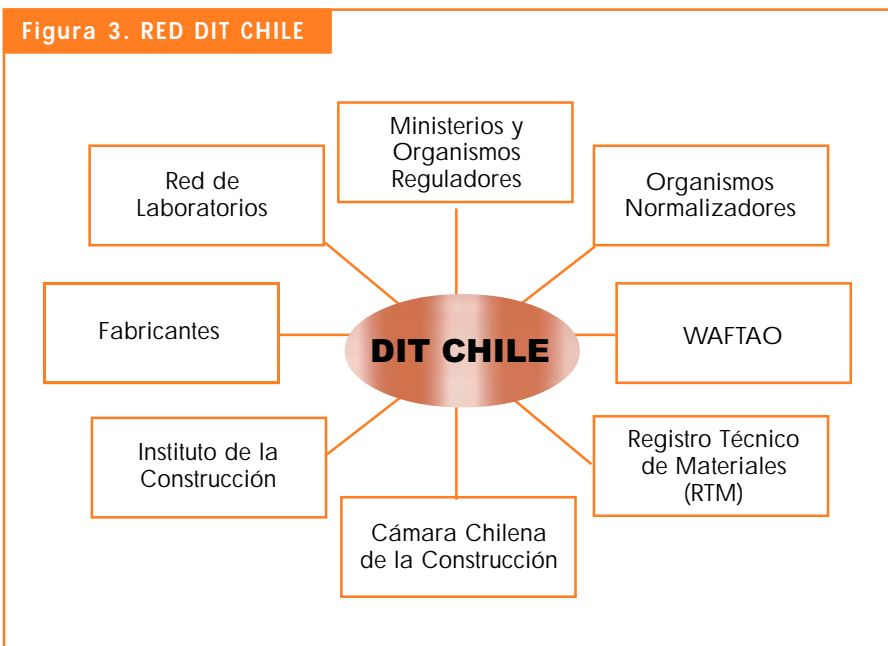 Figura 3. RED DIT CHILE
Ministerios y
Organismos
Reguladores
Red de
Laboratorios
Organismos
Normalizadores
Fabricantes
DIT CHILE
WAFTAO
Instituto de la
Construcción
Registro Técnico
de Materiales
(RTM)
Cámara Chilena
de la Construcción